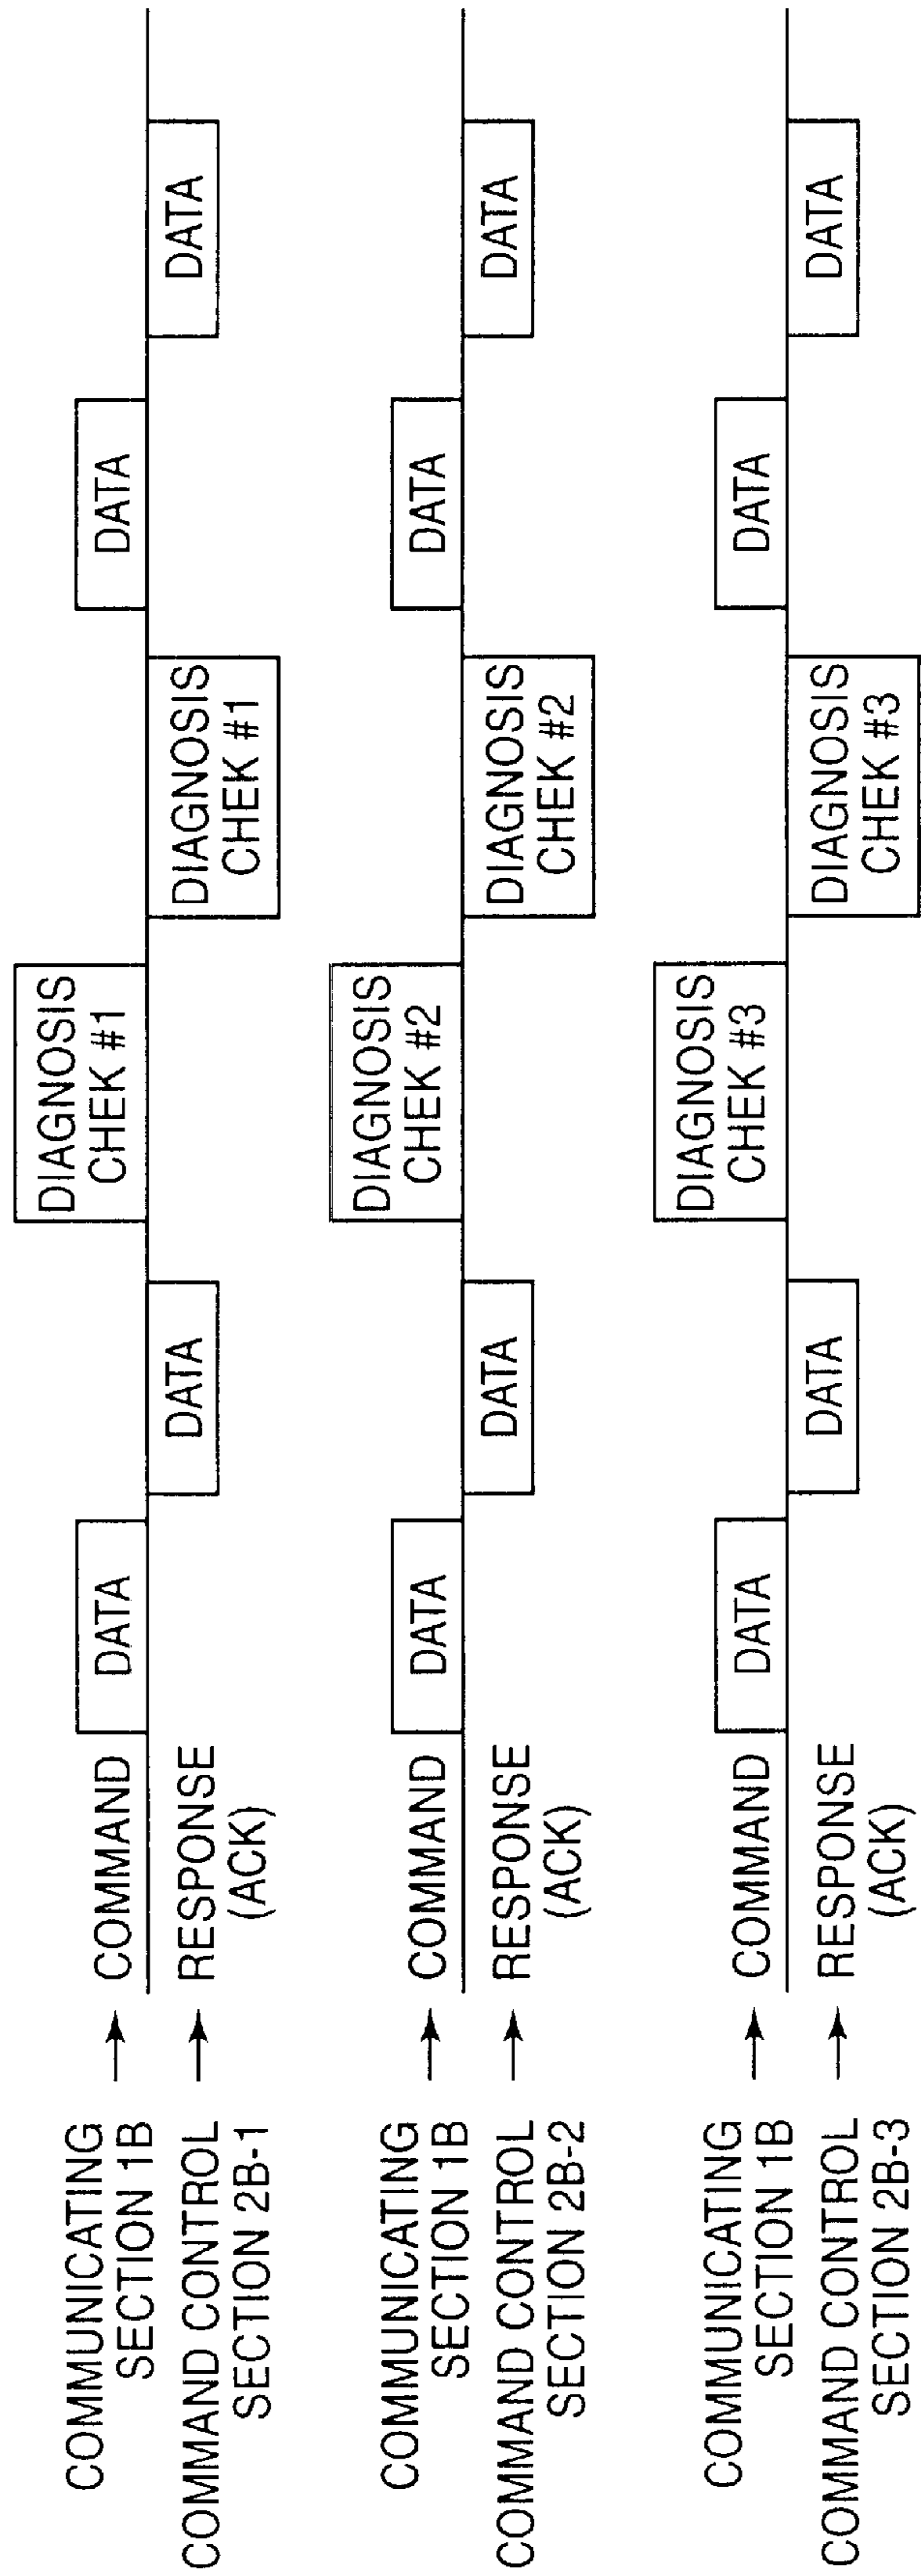 COMMUNICATING
SECTION 1B
COMMAND
DATA
DIAGNOSIS
CHEK #1
DATA
COMMAND CONTROL
SECTION 2B-1
RESPONSE
(ACK)
DATA
DIAGNOSIS
CHEK #1
DATA
COMMUNICATING
SECTION 1B
COMMAND
DATA
DIAGNOSIS
CHEK #2
DATA
COMMAND CONTROL
SECTION 2B-2
RESPONSE
(ACK)
DATA
DIAGNOSIS
CHEK #2
DATA
COMMUNICATING
SECTION 1B
COMMAND
DATA
DIAGNOSIS
CHEK #3
DATA
COMMAND CONTROL
SECTION 2B-3
RESPONSE
(ACK)
DATA
DIAGNOSIS
CHEK #3
DATA